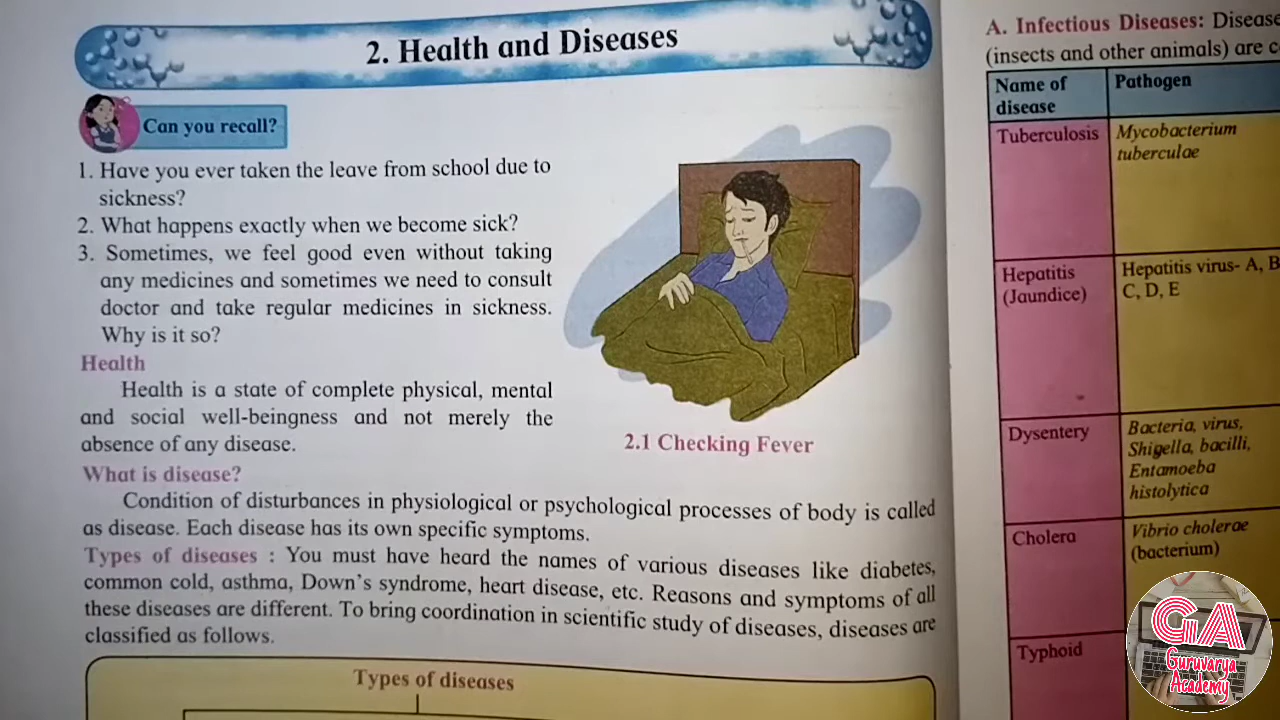 2. Health and Diseases
Can you recall?
1. Have you ever taken the leave from school due to
sickness?
2. What happens exactly when we become sick?
3. Sometimes, we feel good even without taking
any medicines and sometimes we need to consult
doctor and take regular medicines in sickness.
Why is it so?
Health
Health is a state of complete physical, mental
and social well-beingness and not merely the
absence of any disease.
2.1 Checking Fever
What is disease?
Condition of disturbances in physiological or psychological processes of body is called
as disease. Each disease has its own specific symptoms.
Types of diseases : You must have heard the names of various diseases like diabetes,
common cold, asthma, Down's syndrome, heart disease, etc. Reasons and symptoms of all
these diseases are different. To bring coordination in scientific study of diseases, diseases are
classified as follows.
Types of diseases
A. Infectious Diseases: Disease
(insects and other animals) are c
Name of
disease
Pathogen
Tuberculosis
Mycobacterium
tuberculae
Hepatitis
(Jaundice)
Hepatitis virus- A, B
C, D, E
Dysentery
Bacteria, virus,
Shigella, bacilli,
Entamoeba
histolytica
Cholera
Vibrio cholerae
(bacterium)
Typhoid
GA
Guruvarya
Academy